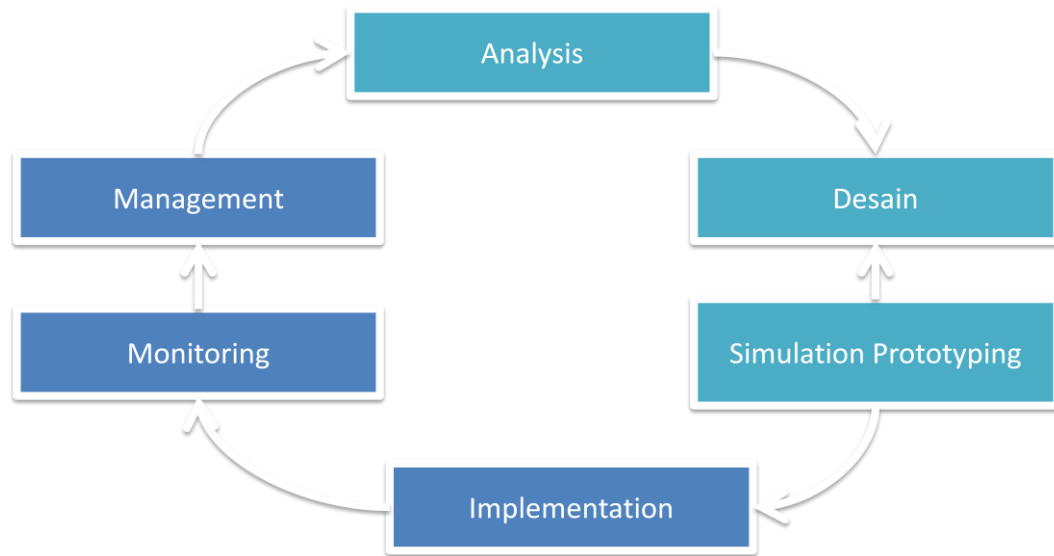 Analysis
Management
Desain
Monitoring
Simulation Prototyping
Implementation